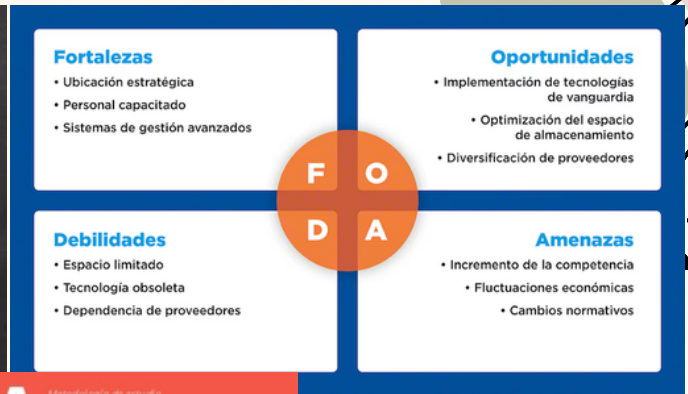 Fortalezas
• Ubicación estratégica
• Personal capacitado
• Sistemas de gestión avanzados
Oportunidades
• Implementación de tecnologías
de vanguardia
• Optimización del espacio
de almacenamiento
• Diversificación de proveedores
F O
D A
Debilidades
• Espacio limitado
• Tecnología obsoleta
• Dependencia de proveedores
Amenazas
• Incremento de la competencia
• Fluctuaciones económicas
• Cambios normativos